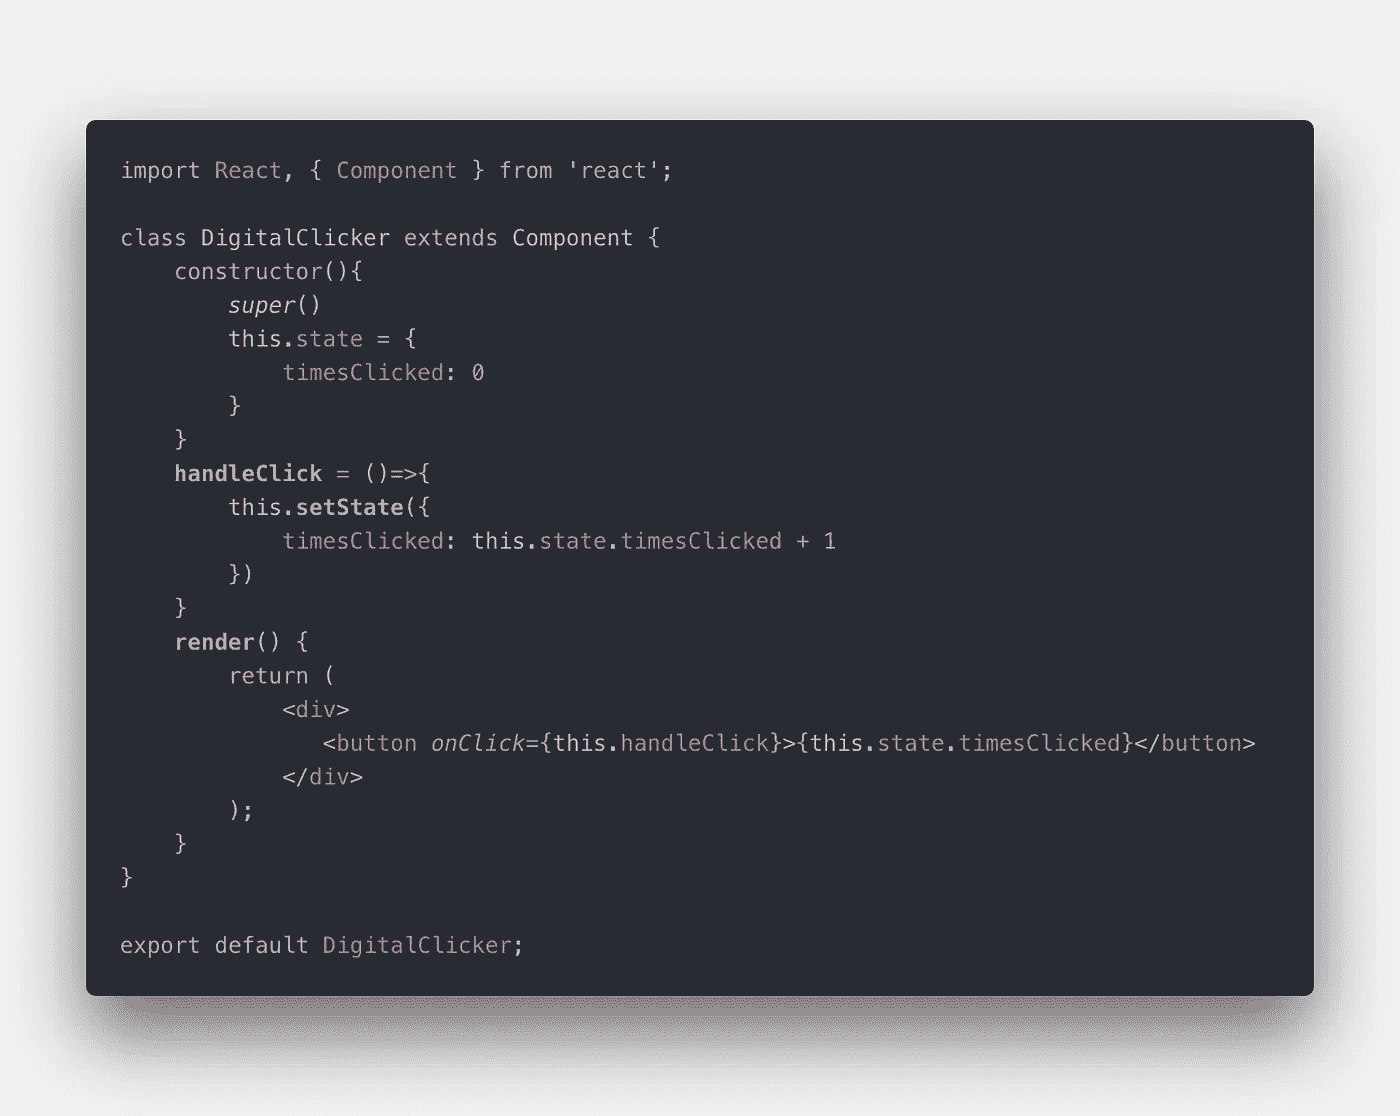 import React, { Component } from 'react';

class DigitalClicker extends Component {
    constructor(){
        super()
        this.state = {
            timesClicked: 0
        }
    }
    handleClick = ()=>{
        this.setState({
            timesClicked: this.state.timesClicked + 1
        })
    }
    render() {
        return (
            <div>
               <button onClick={this.handleClick}>{this.state.timesClicked}</button>
            </div>
        );
    }
}

export default DigitalClicker;